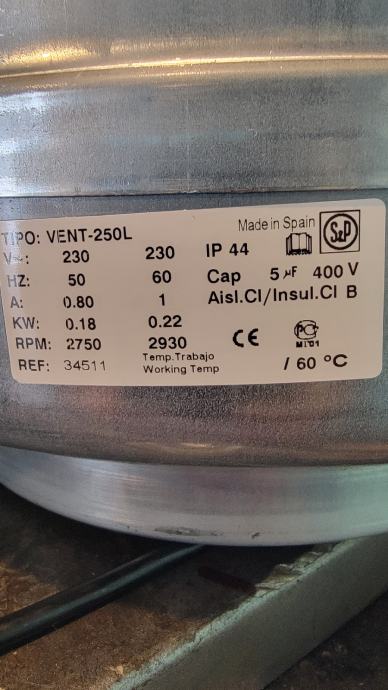 TIPO: VENT-250L Made in Spain S&P
V~: 230 230 IP 44
HZ: 50 60 Cap 5 µF 400 V
A: 0.80 1 Aisl.Cl/Insul.Cl B
KW: 0.18 0.22 CE
RPM: 2750 2930 МГ01
REF: 34511 Temp.Trabajo
Working Temp / 60 ºC